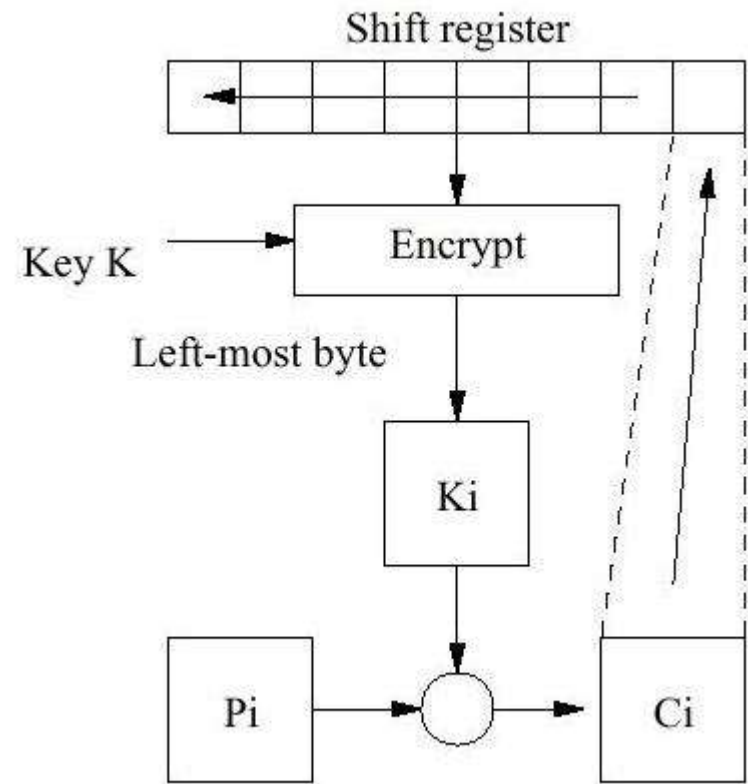 Shift register
Encrypt
Key K
Left-most byte
Ki
Pi
Ci